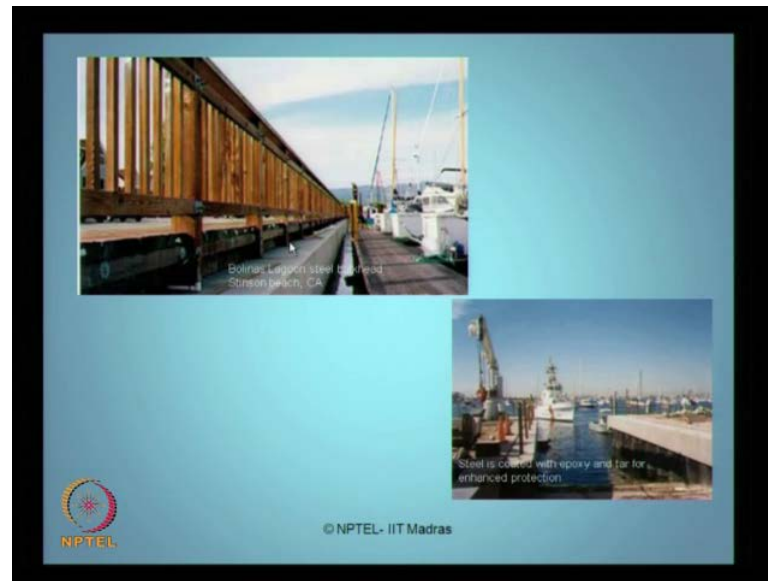 Bolinas Lagoon steel bulkhead
Stinson beach, CA
Steel is coated with epoxy and tar for
enhanced protection
NPTEL
© NPTEL- IIT Madras